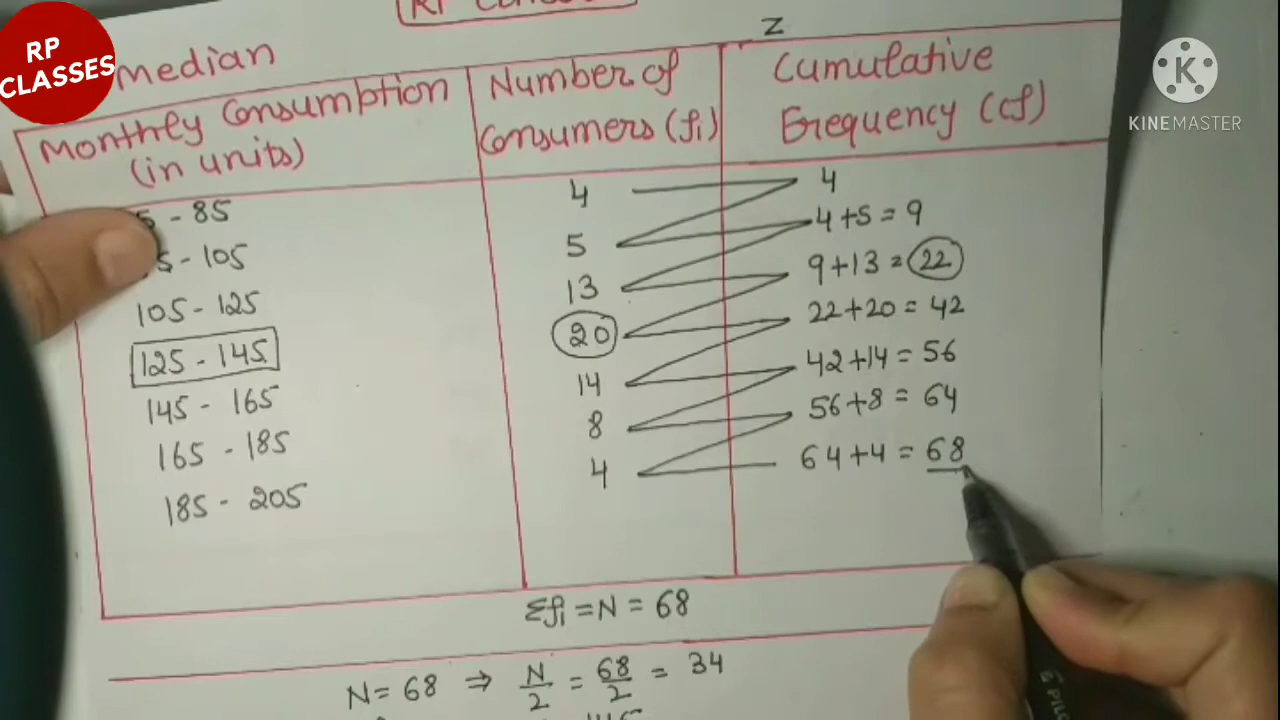 RP
CLASSES
Median
Z
Monthly Consumption
(in units)
Number of
Consumers (fi)
Cumulative
Frequency (cf)
5 - 85
4
4
5 - 105
5
4+5 = 9
105 - 125
13
9+13 = 22
125 - 145
20
22+20 = 42
145 - 165
14
42+14 = 56
165 - 185
8
56+8 = 64
185 - 205
4
64+4 = 68
Σfi = N = 68
N = 68 ⇒ N/2 = 68/2 = 34
K
KINEMASTER
PILOT